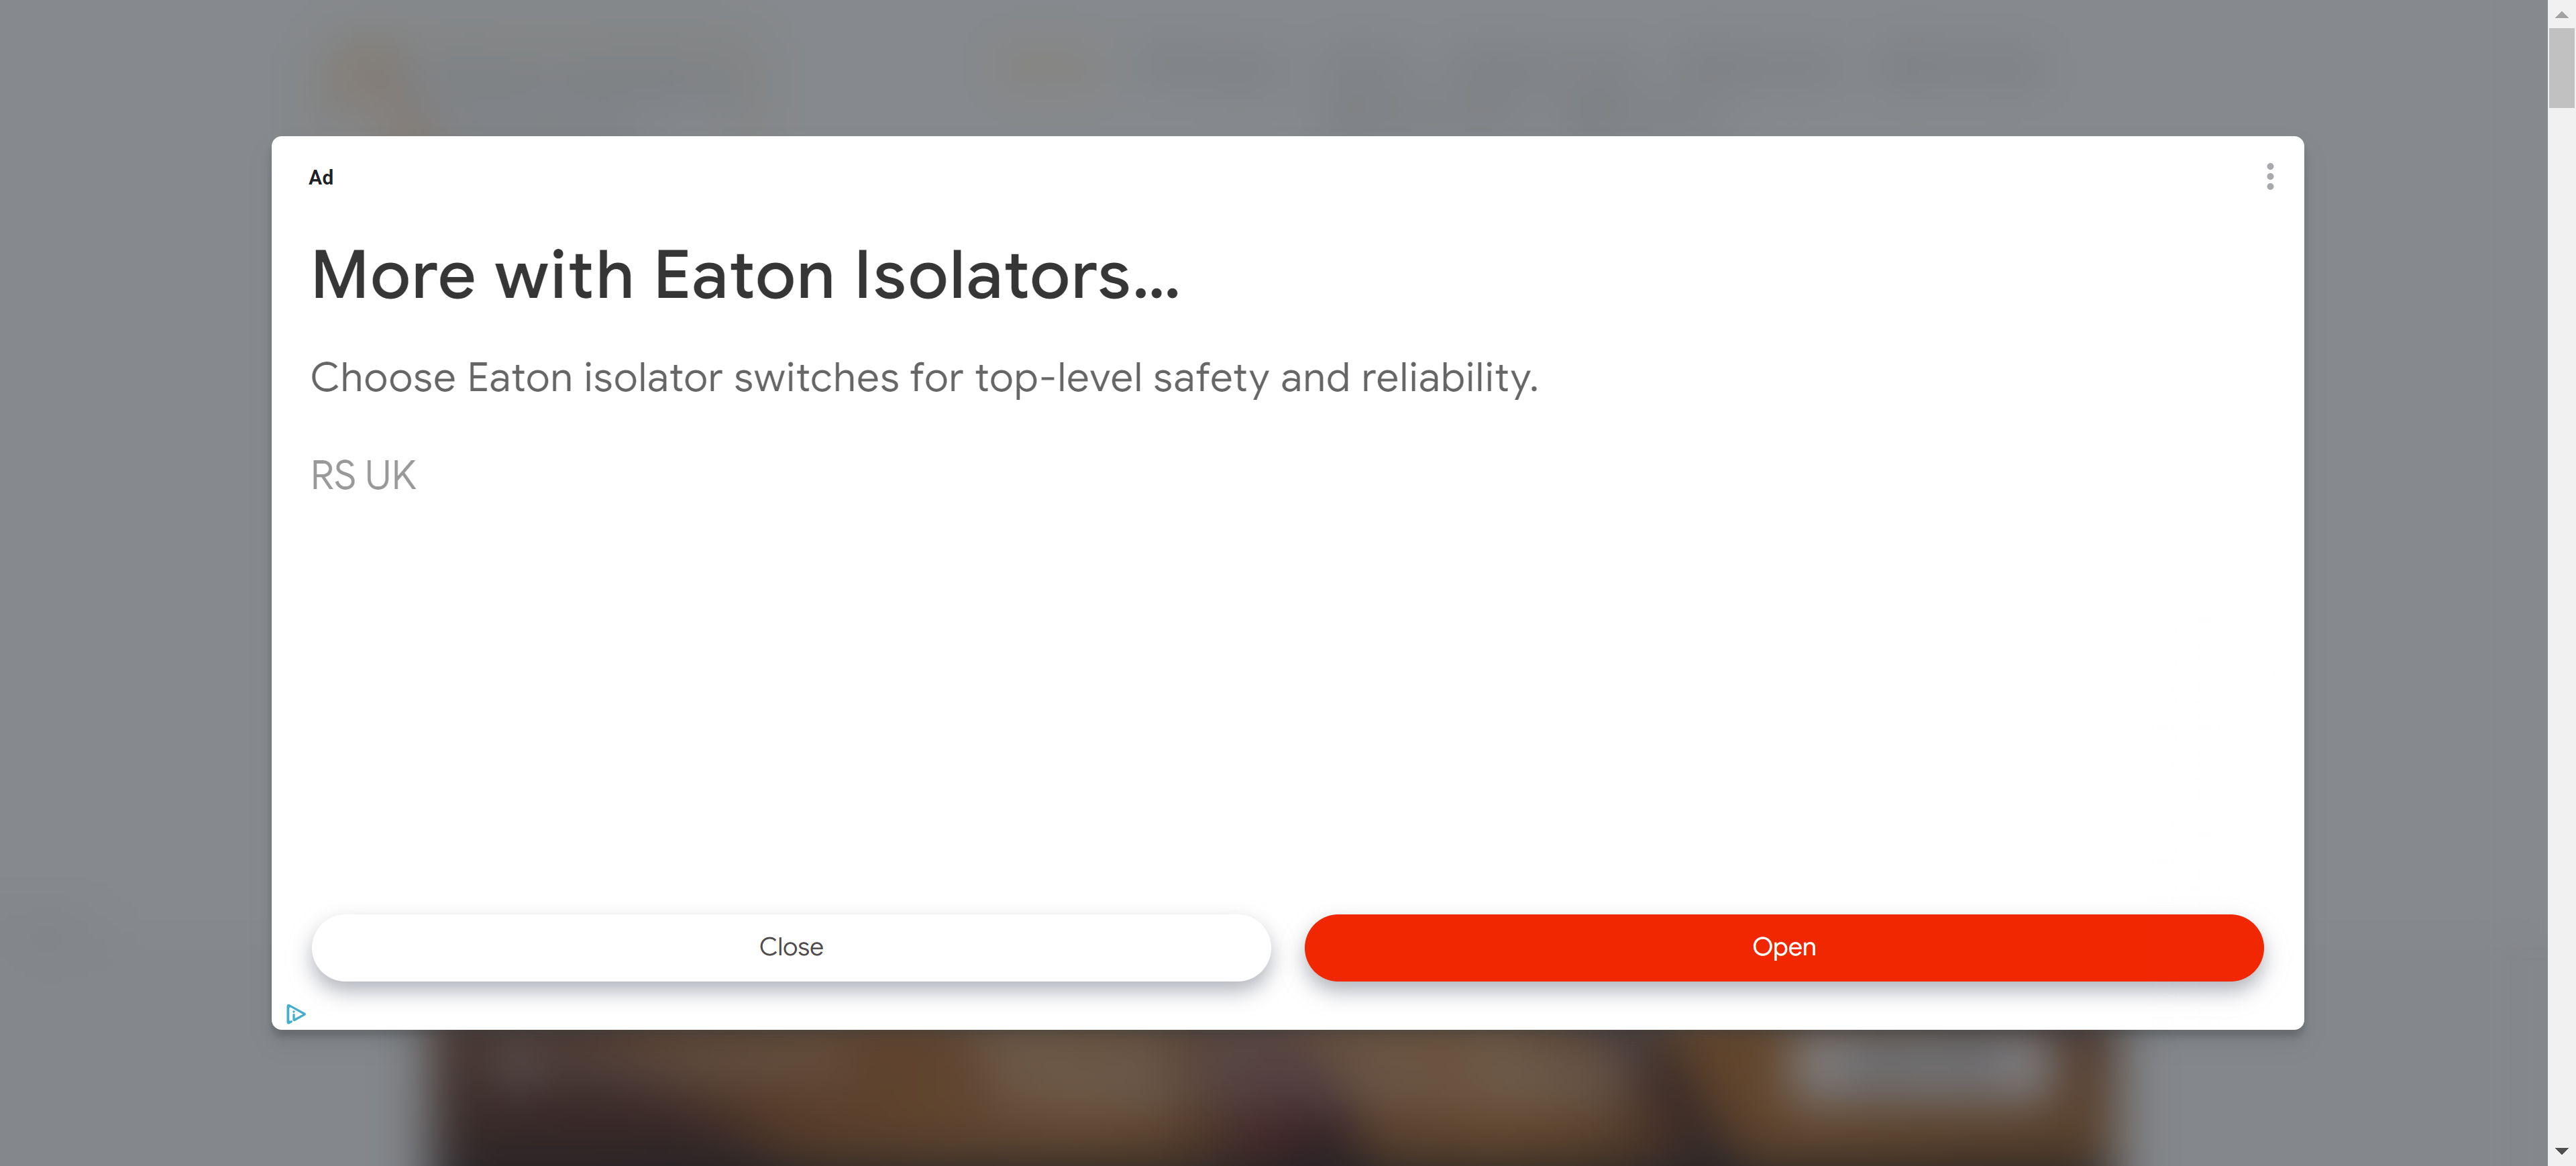 Ad
More with Eaton Isolators...
Choose Eaton isolator switches for top-level safety and reliability.
RS UK
Close
Open